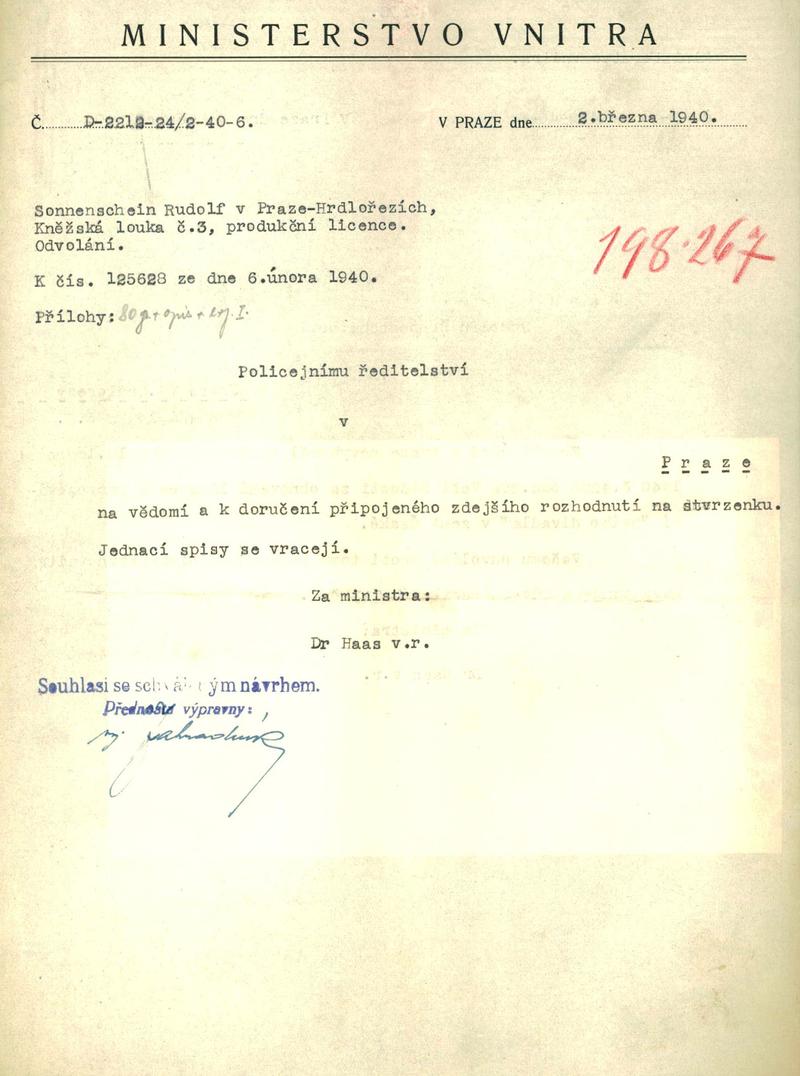 MINISTERSTVO VNITRA
Č. D-2212-24/2-40-6.
V PRAZE dne 2.března 1940.
Sonnenschein Rudolf v Praze-Hrdlořezích,
Kněžská louka č.3, produkční licence.
Odvolání.
198.267
K čís. 125628 ze dne 6.února 1940.
Přílohy:
Policejnímu ředitelství
v
Praze
na vědomí a k doručení připojeného zdejšího rozhodnutí na stvrzenku.
Jednací spisy se vracejí.
Za ministra:
Dr Haas v.r.
Souhlasí se schváleným návrhem.
Přednosta výpravny: